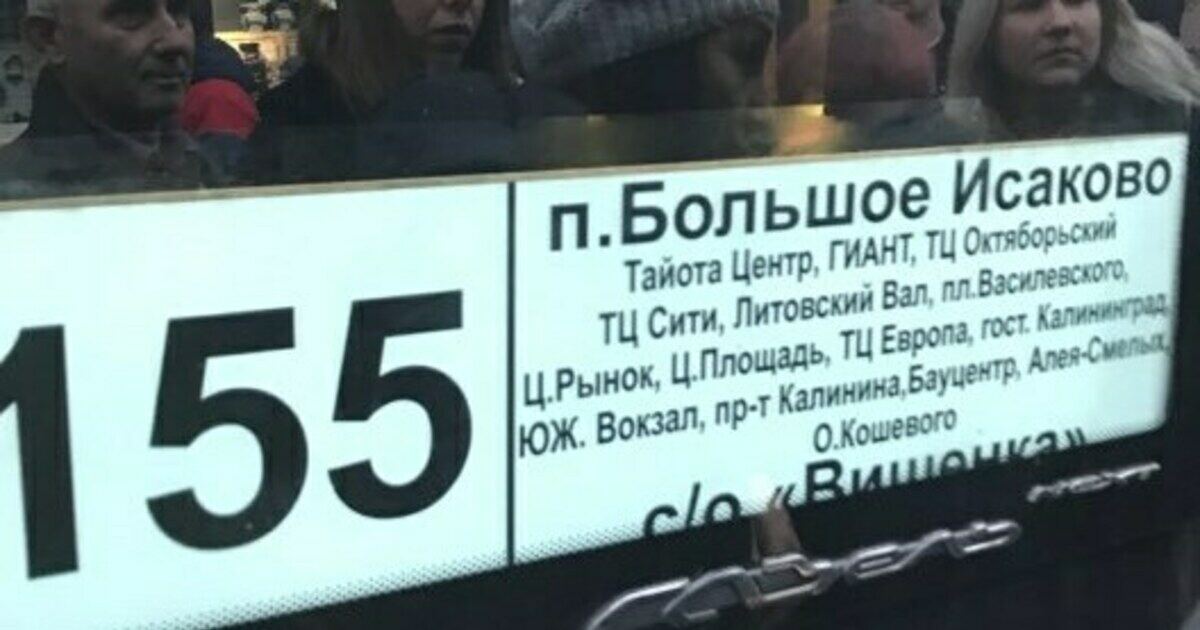 155
п.Большое Исаково
Тайота Центр, ГИАНТ, ТЦ Октяборьский
ТЦ Сити, Литовский Вал, пл.Василевского,
Ц.Рынок, Ц.Площадь, ТЦ Европа, гост. Калининград,
ЮЖ. Вокзал, пр-т Калинина,Бауцентр, Алея-Смелых,
О.Кошевого
с/о «Вишенка»